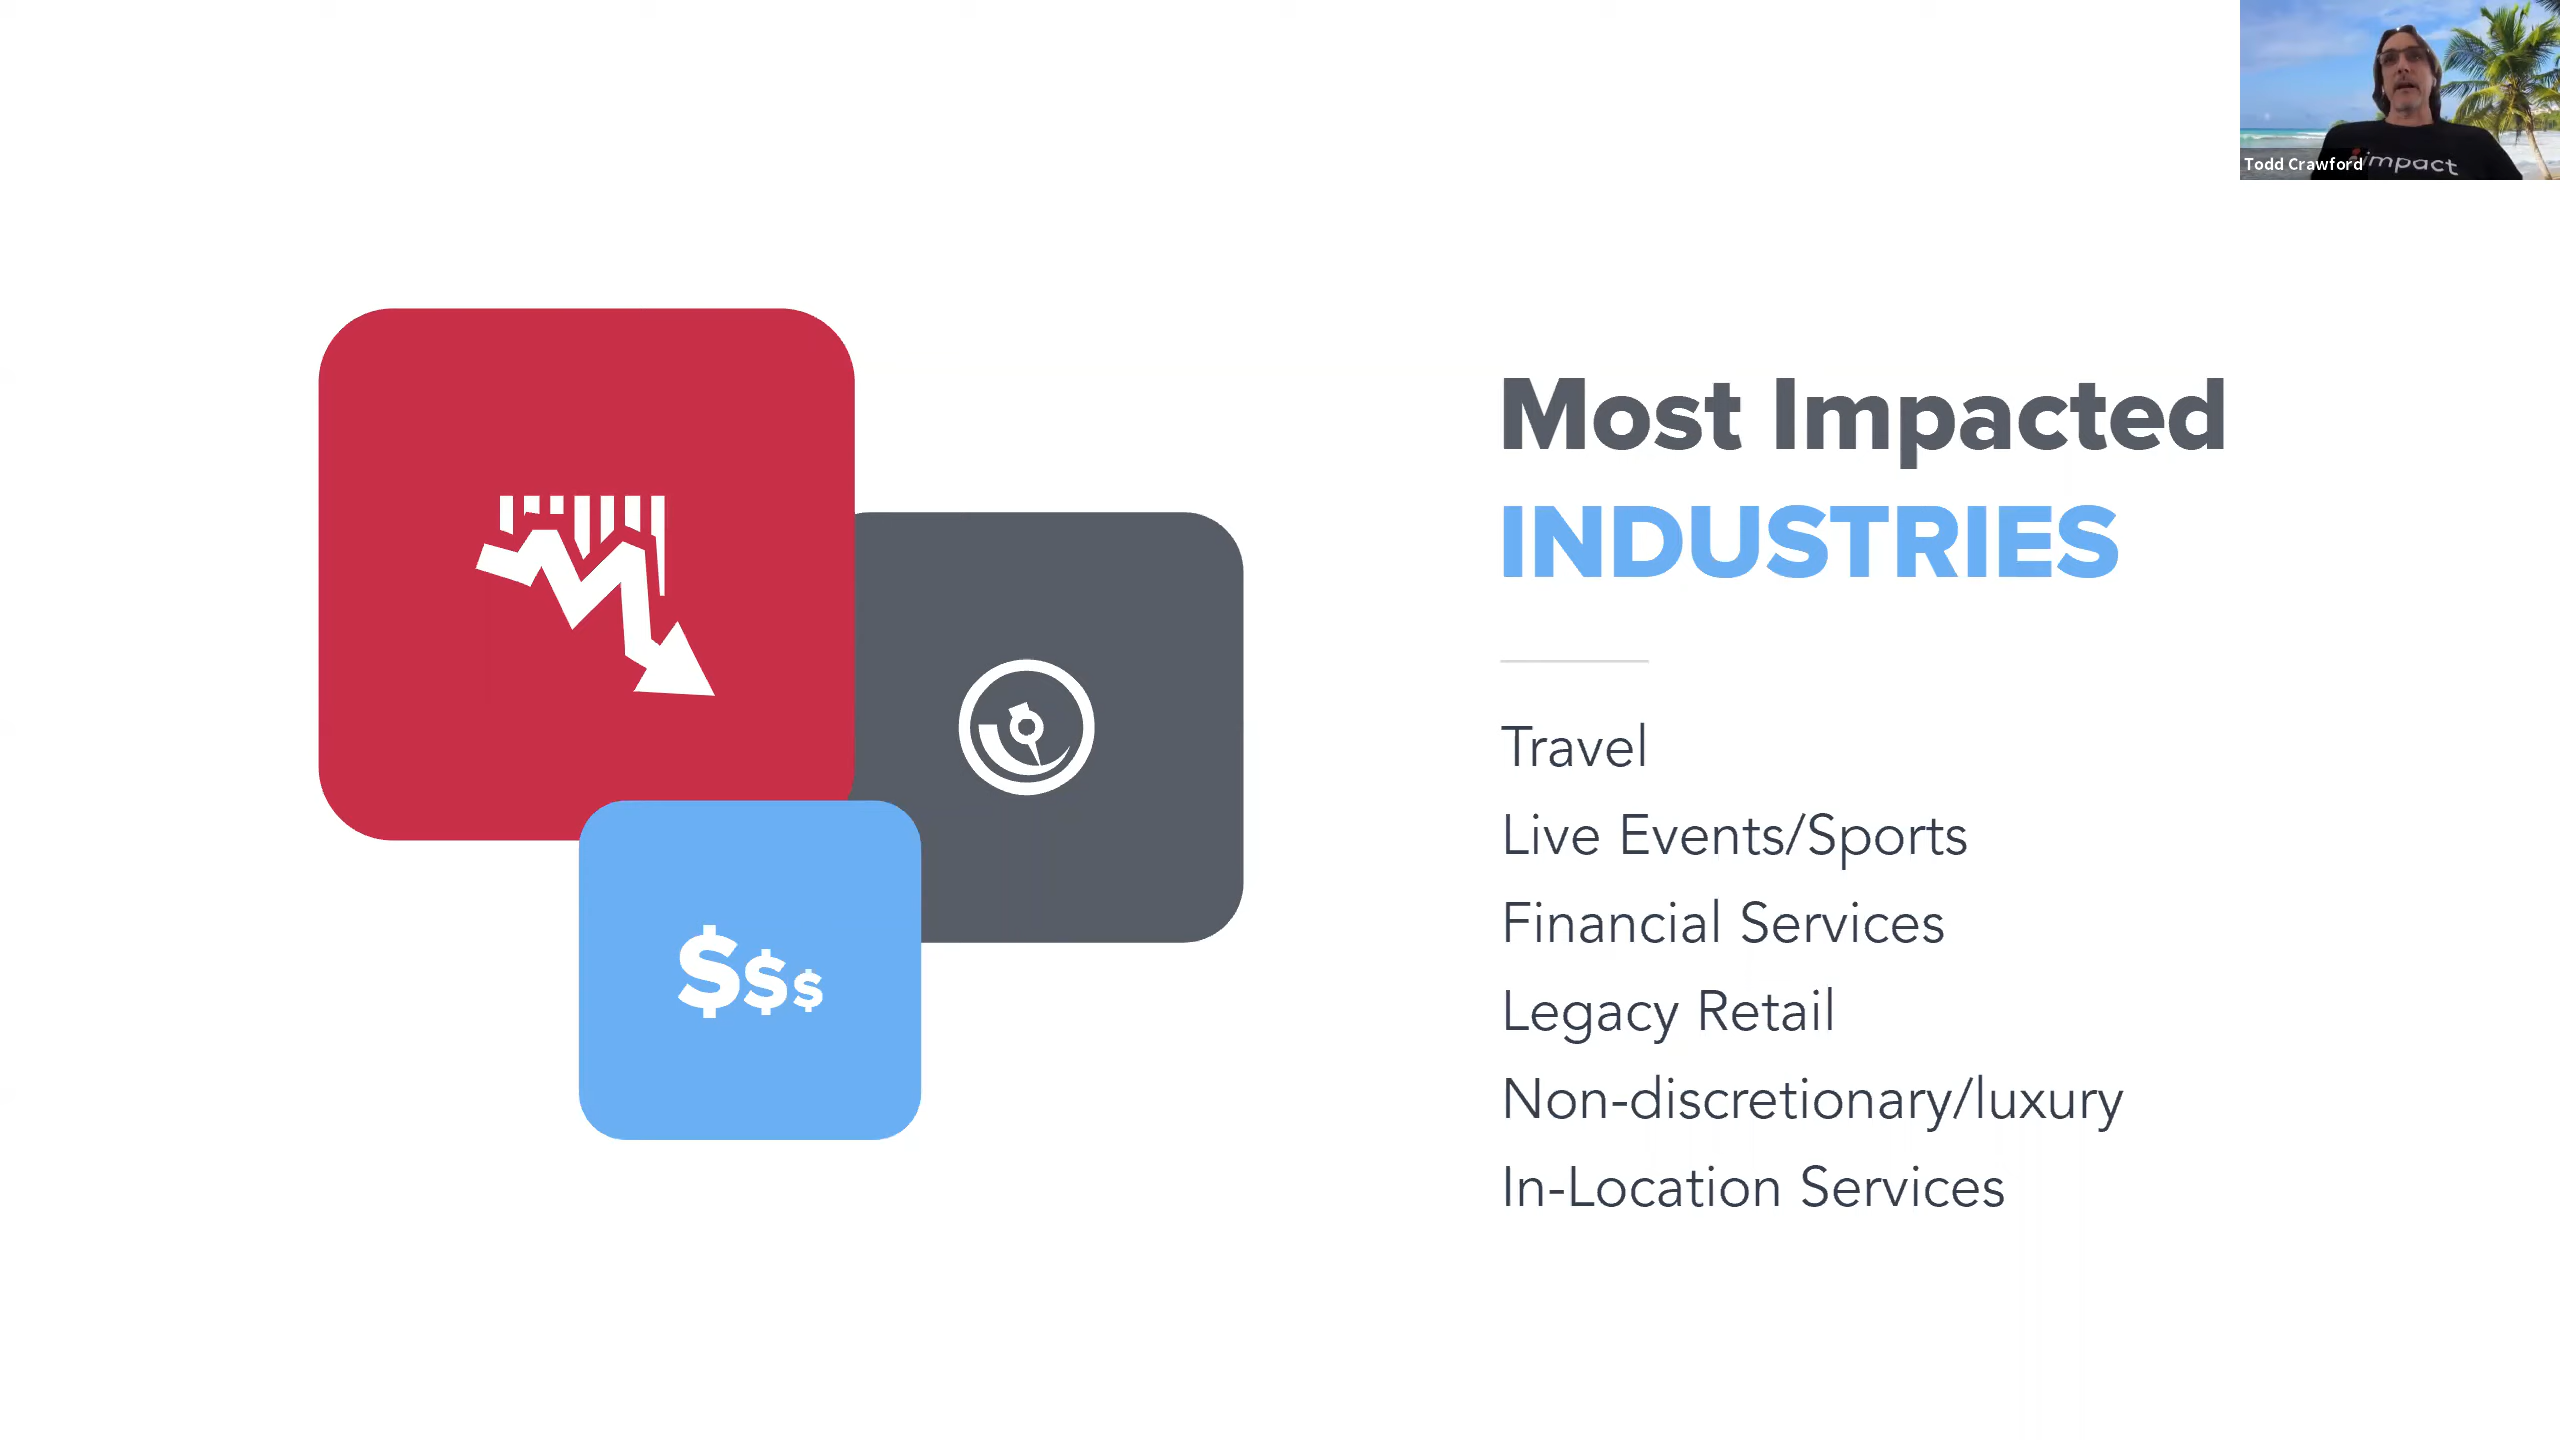 Todd Crawford
impact
Most Impacted
INDUSTRIES
Travel
Live Events/Sports
Financial Services
Legacy Retail
Non-discretionary/luxury
In-Location Services
$$$